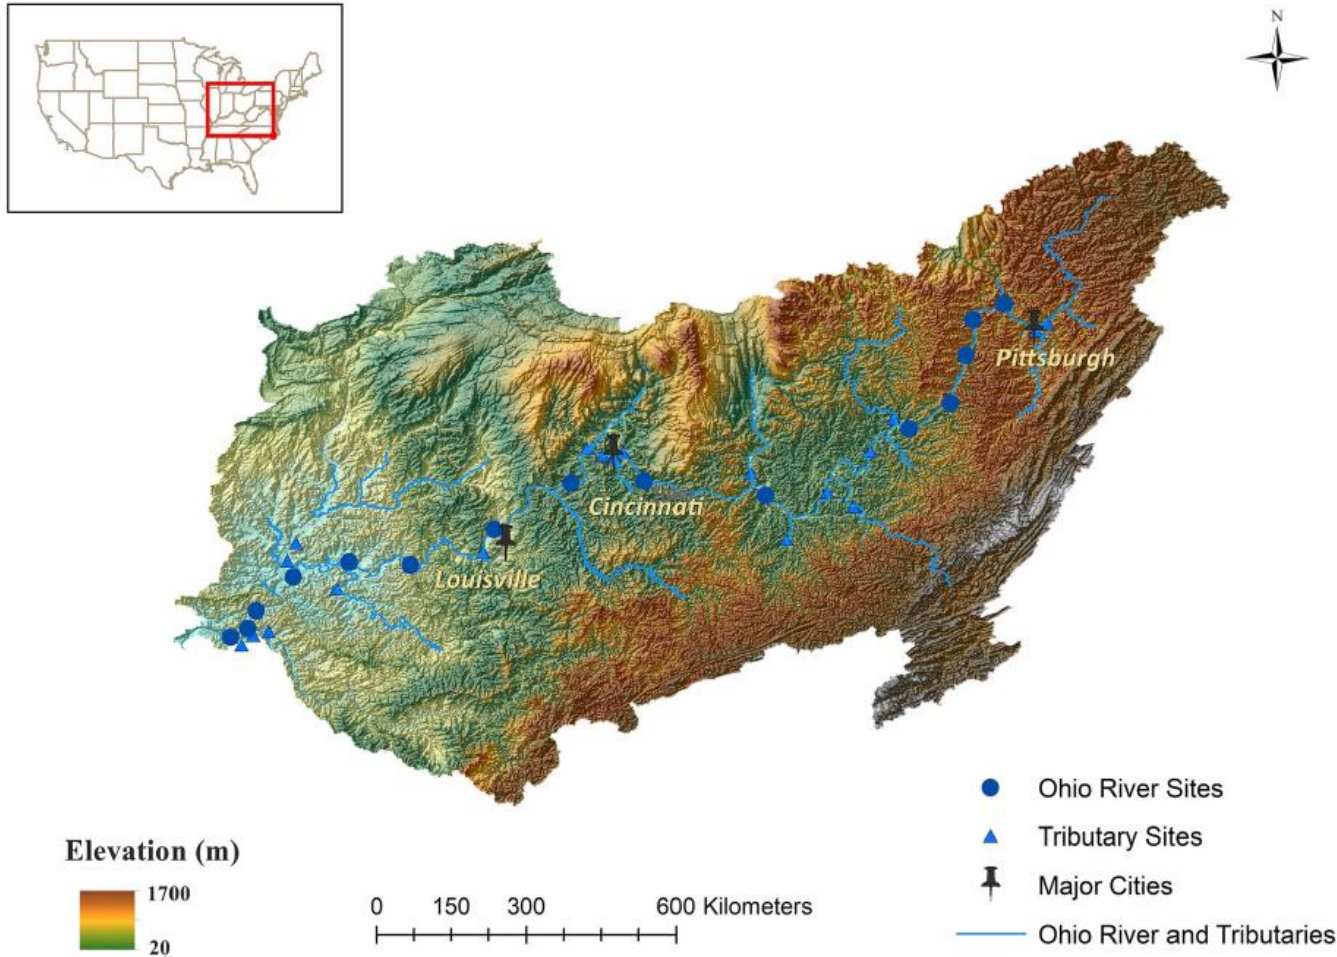 N
Pittsburgh
Cincinnati
Louisville
Ohio River Sites
Tributary Sites
Elevation (m)
1700
20
0 150 300 600 Kilometers
Major Cities
Ohio River and Tributaries